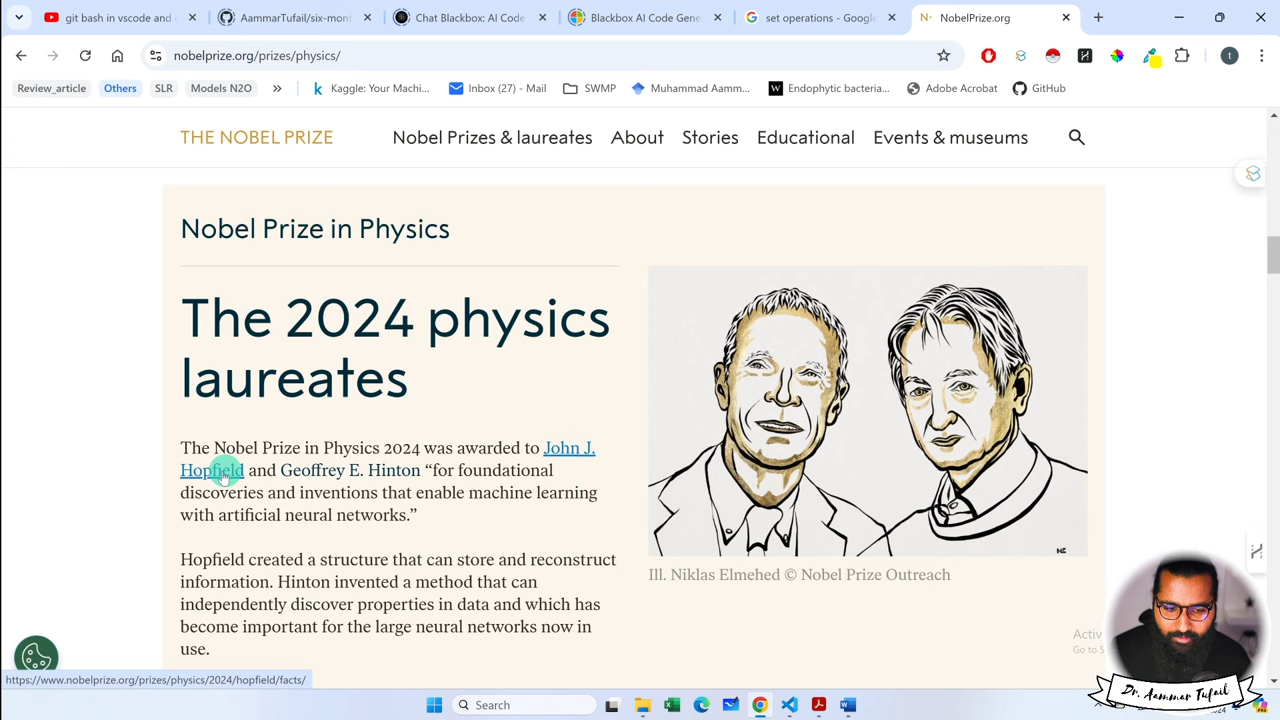 git bash in vscode and c
AammarTufail/six-mont
Chat Blackbox AI Code
Blackbox AI Code Gene
set operations - Google
NobelPrize.org
nobelprize.org/prizes/physics/
t
Review_article
Others
SLR
Models N2O
Kaggle: Your Machi...
Inbox (27) - Mail
SWMP
Muhammad Aamm...
Endophytic bacteria...
Adobe Acrobat
GitHub
THE NOBEL PRIZE
Nobel Prizes & laureates
About
Stories
Educational
Events & museums
Nobel Prize in Physics
The 2024 physics
laureates
The Nobel Prize in Physics 2024 was awarded to John J.
Hopfield and Geoffrey E. Hinton “for foundational
discoveries and inventions that enable machine learning
with artificial neural networks.”
Hopfield created a structure that can store and reconstruct
information. Hinton invented a method that can
independently discover properties in data and which has
become important for the large neural networks now in
use.
Ill. Niklas Elmehed © Nobel Prize Outreach
Activ
Go to S
https://www.nobelprize.org/prizes/physics/2024/hopfield/facts/
Search
Dr. Aammar Tufail